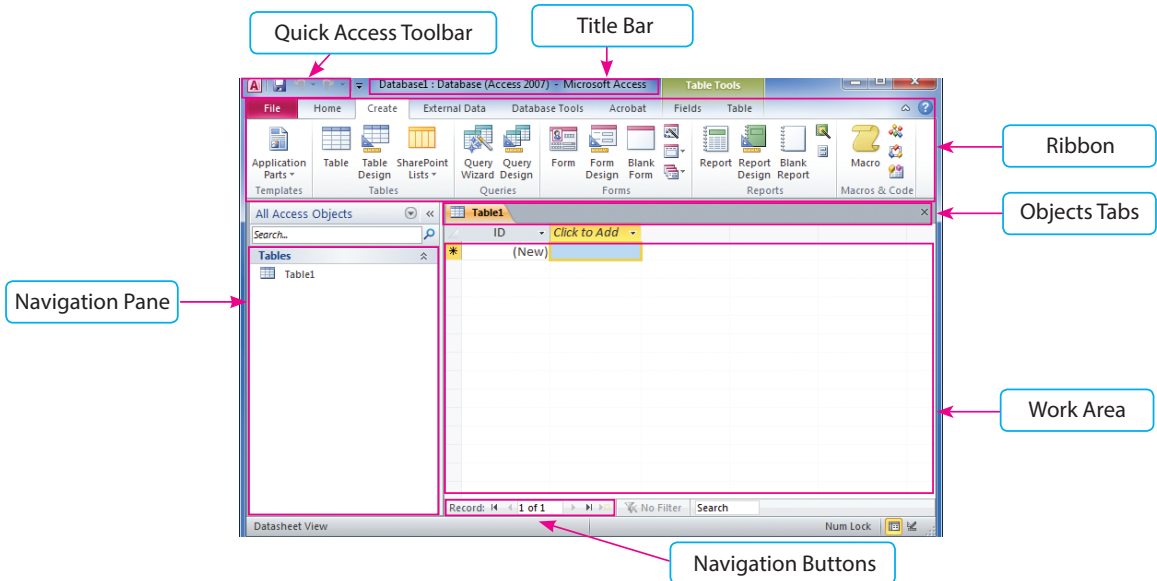 Quick Access Toolbar
Title Bar
A
Database1 : Database (Access 2007) - Microsoft Access
Table Tools
File Home Create External Data Database Tools Acrobat Fields Table
Application Parts
Table
Table Design
SharePoint Lists
Query Wizard
Query Design
Form
Form Design
Blank Form
Report
Report Design
Blank Report
Macro
Templates Tables Queries Forms Reports Macros & Code
Ribbon
All Access Objects
Table1
Objects Tabs
Search...
ID Click to Add
Tables
(New)
Table1
Navigation Pane
Work Area
Record: 1 of 1 No Filter Search
Datasheet View Num Lock
Navigation Buttons